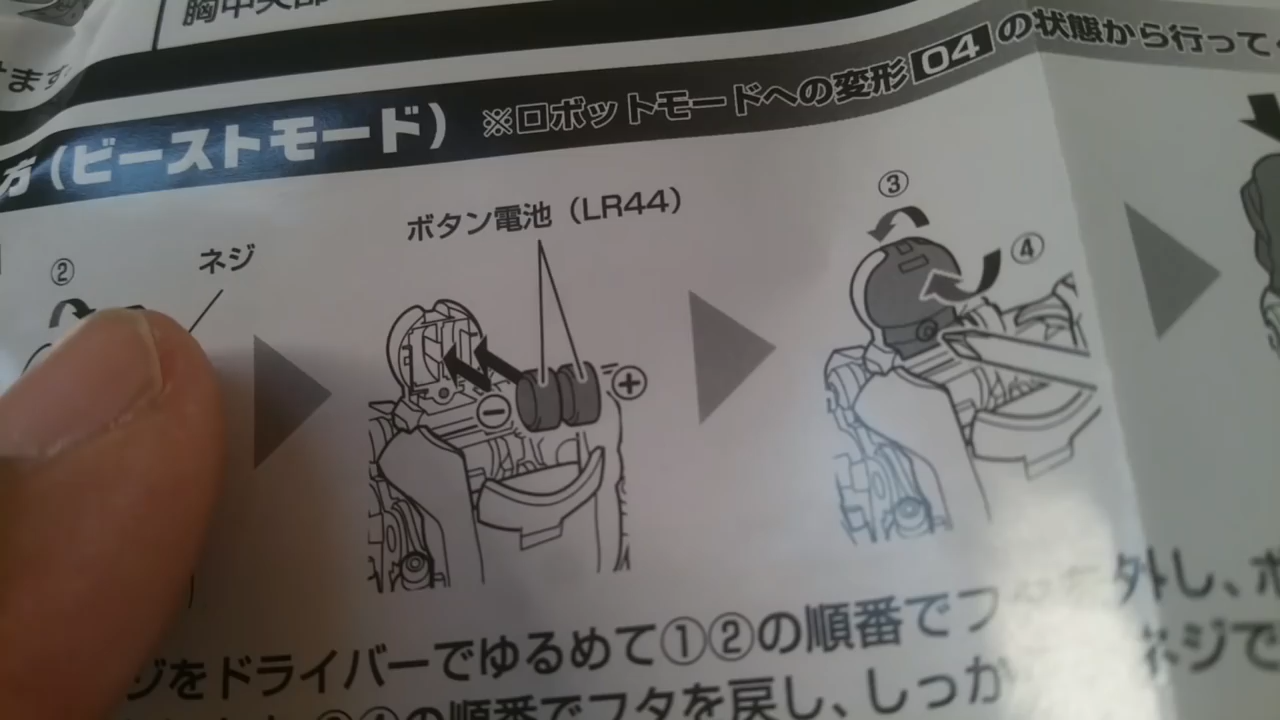 胸中央部
けます
方(ビーストモード) ※ロボットモードへの変形04の状態から行って
② ネジ
ボタン電池(LR44)
⊖ ⊕
③
④
ジをドライバーでゆるめて①②の順番でフ 外し、ボ
の順番でフタを戻し、しっか ネジで